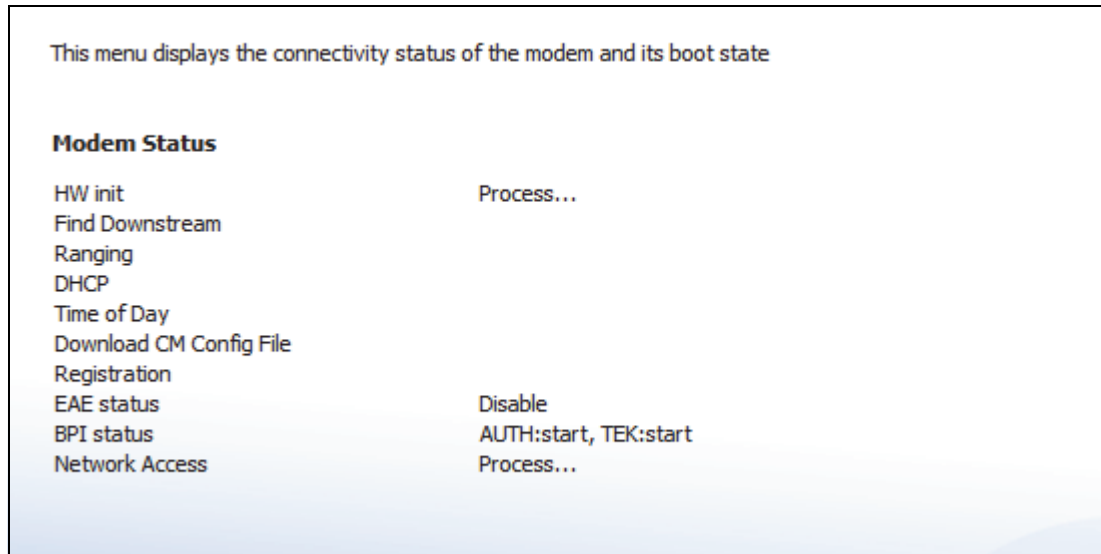 This menu displays the connectivity status of the modem and its boot state
Modem Status
HW init Process...
Find Downstream
Ranging
DHCP
Time of Day
Download CM Config File
Registration
EAE status Disable
BPI status AUTH:start, TEK:start
Network Access Process...